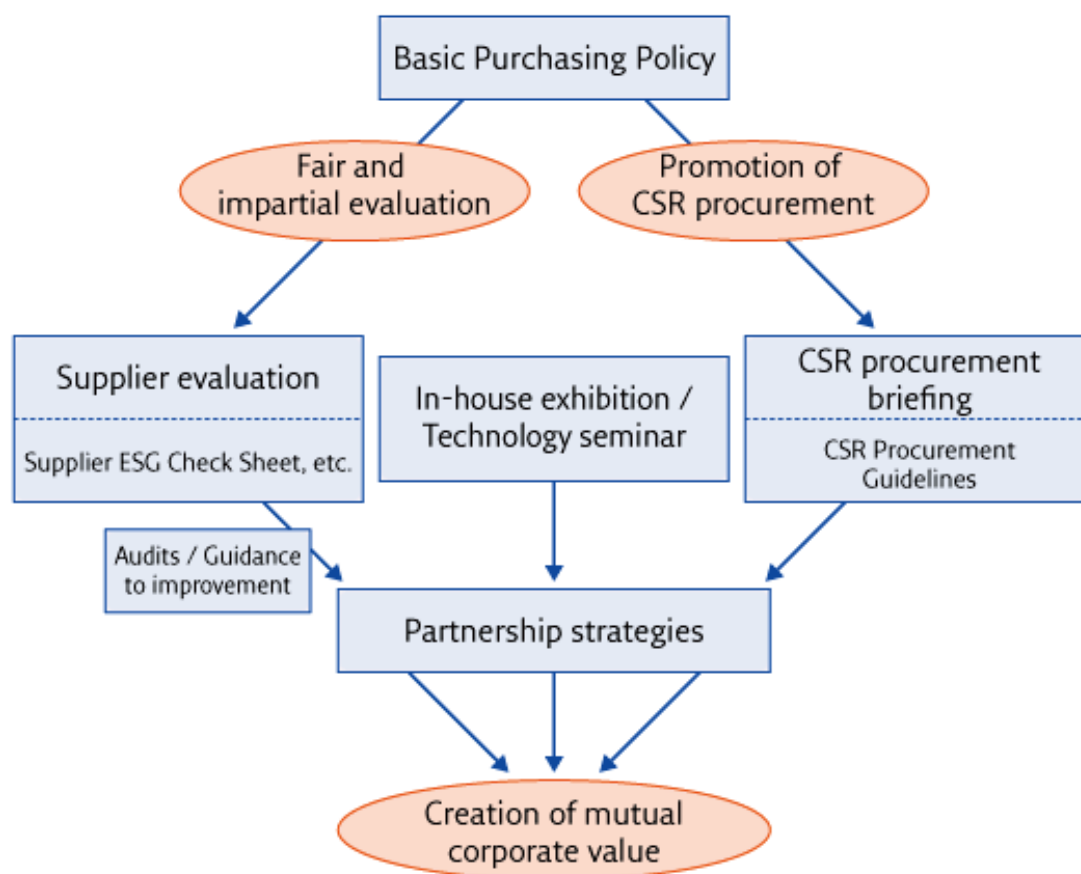 Basic Purchasing Policy
Fair and
impartial evaluation
Promotion of
CSR procurement
Supplier evaluation
Supplier ESG Check Sheet, etc.
In-house exhibition /
Technology seminar
CSR procurement
briefing
CSR Procurement
Guidelines
Audits / Guidance
to improvement
Partnership strategies
Creation of mutual
corporate value